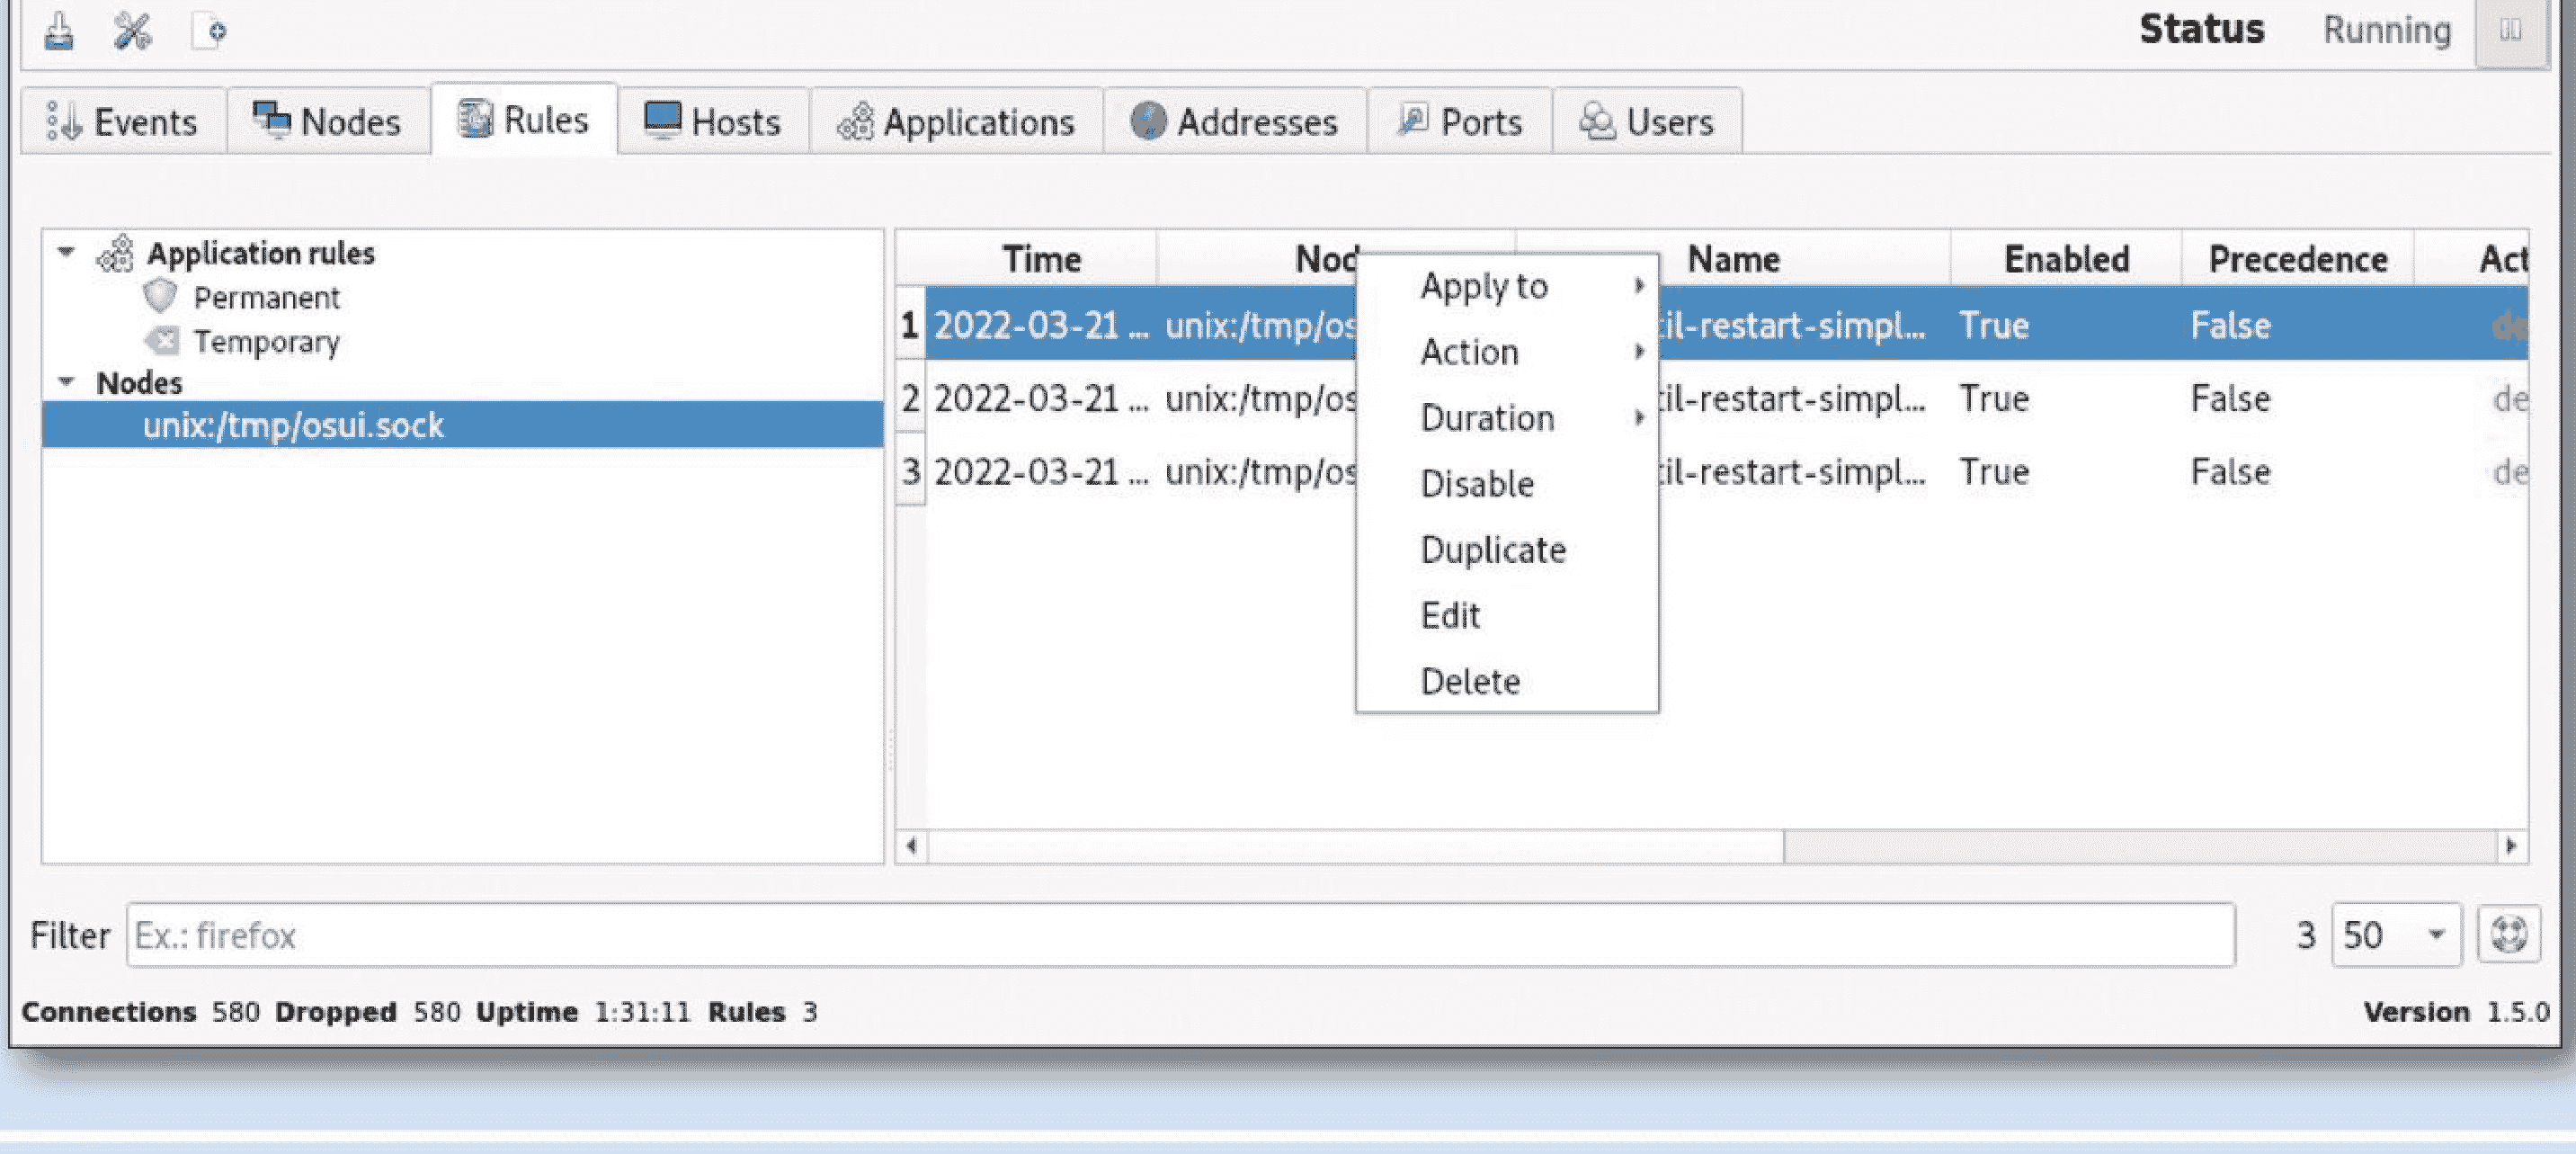 Status Running
Events Nodes Rules Hosts Applications Addresses Ports Users
Application rules
Permanent
Temporary
Nodes
unix:/tmp/osui.sock
Time Nod Name Enabled Precedence Act
1 2022-03-21 ... unix:/tmp/os til-restart-simpl... True False de
2 2022-03-21 ... unix:/tmp/os til-restart-simpl... True False de
3 2022-03-21 ... unix:/tmp/os til-restart-simpl... True False de
Apply to
Action
Duration
Disable
Duplicate
Edit
Delete
Filter Ex.: firefox 3 50
Connections 580 Dropped 580 Uptime 1:31:11 Rules 3 Version 1.5.0